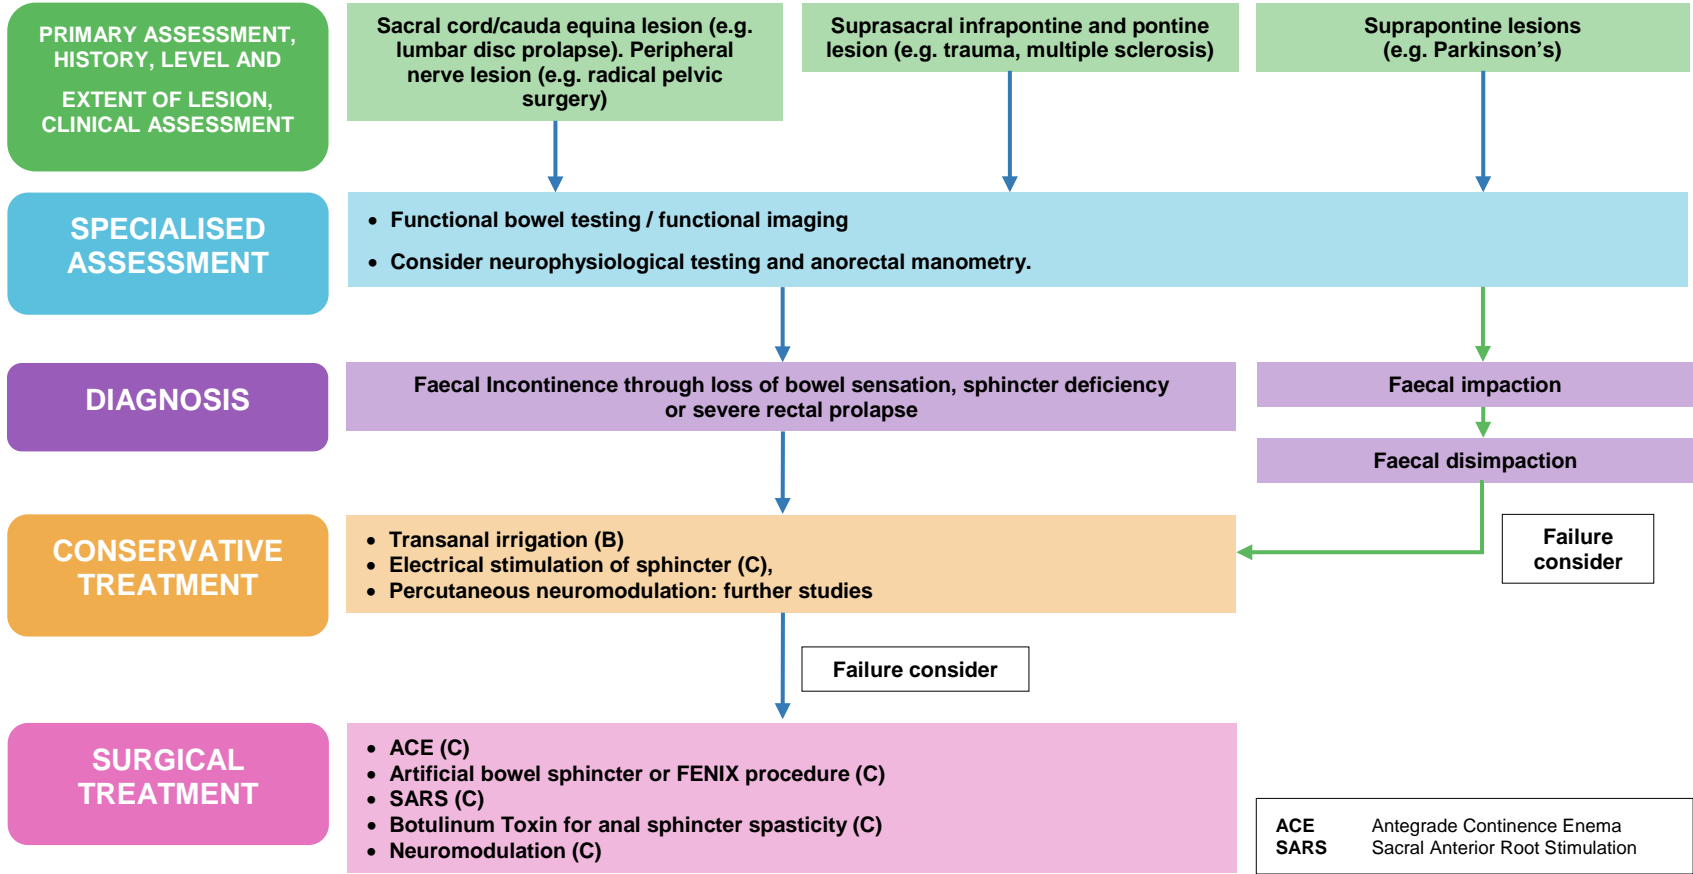 PRIMARY ASSESSMENT,
HISTORY, LEVEL AND
EXTENT OF LESION,
CLINICAL ASSESSMENT
Sacral cord/cauda equina lesion (e.g.
lumbar disc prolapse). Peripheral
nerve lesion (e.g. radical pelvic
surgery)
Suprasacral infrapontine and pontine
lesion (e.g. trauma, multiple sclerosis)
Suprapontine lesions
(e.g. Parkinson's)
SPECIALISED
ASSESSMENT
• Functional bowel testing / functional imaging
• Consider neurophysiological testing and anorectal manometry.
DIAGNOSIS
Faecal Incontinence through loss of bowel sensation, sphincter deficiency
or severe rectal prolapse
Faecal impaction
Faecal disimpaction
CONSERVATIVE
TREATMENT
• Transanal irrigation (B)
• Electrical stimulation of sphincter (C),
• Percutaneous neuromodulation: further studies
Failure
consider
Failure consider
SURGICAL
TREATMENT
• ACE (C)
• Artificial bowel sphincter or FENIX procedure (C)
• SARS (C)
• Botulinum Toxin for anal sphincter spasticity (C)
• Neuromodulation (C)
ACE Antegrade Continence Enema
SARS Sacral Anterior Root Stimulation